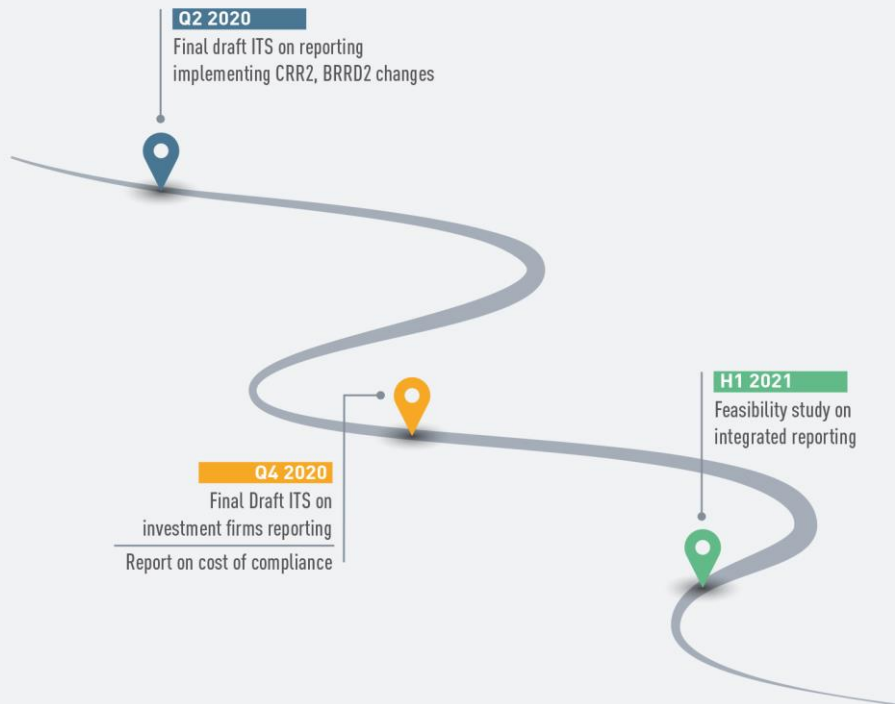 Q2 2020
Final draft ITS on reporting
implementing CRR2, BRRD2 changes
Q4 2020
Final Draft ITS on
investment firms reporting
Report on cost of compliance
H1 2021
Feasibility study on
integrated reporting